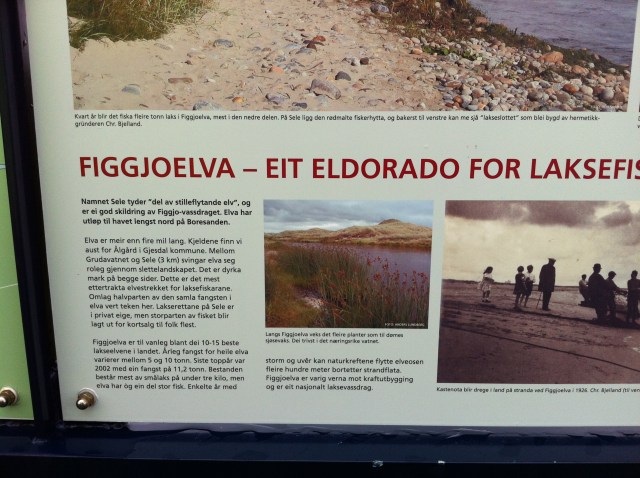 Kvart år blir det fiska fleire tonn laks i Figgjoelva, mest i den nedre delen. På Sele ligg den rødmalte fiskerhytta, og bakerst til venstre kan me sjå "lakseslottet" som blei bygd av hermetikk-
gründeren Chr. Bjelland.
FIGGJOELVA – EIT ELDORADO FOR LAKSEFIS
Namnet Sele tyder "del av stilleflytande elv", og
er ei god skildring av Figgjo-vassdraget. Elva har
utløp til havet lengst nord på Boresanden.
Elva er meir enn fire mil lang. Kjeldene finn vi
aust for Ålgård i Gjesdal kommune. Mellom
Grudavatnet og Sele (3 km) svingar elva seg
roleg gjennom slettelandskapet. Det er dyrka
mark på begge sider. Dette er det mest
ettertrakta elvestrekket for laksefiskarane.
Omlag halvparten av den samla fangsten i
elva vert teken her. Lakserettane på Sele er
i privat eige, men storparten av fisket blir
lagt ut for kortsalg til folk flest.
Figgjoelva er til vanleg blant dei 10-15 beste
lakseelvene i landet. Årleg fangst for heile elva
varierer mellom 5 og 10 tonn. Siste toppår var
2002 med ein fangst på 11,2 tonn. Bestanden
består mest av smålaks på under tre kilo, men
elva har óg ein del stor fisk. Enkelte år med
Langs Figgjoelva veks det fleire planter som til dømes
sjøsevaks. Dei trivst i det næringsrike vatnet.
storm og uvêr kan naturkreftene flytte elveosen
fleire hundre meter bortetter strandflata.
Figgjoelva er varig verna mot kraftutbygging
og er eit nasjonalt laksevassdrag.
Kastenota blir drege i land på stranda ved Figgjoelva i 1926. Chr. Bjelland (til ven